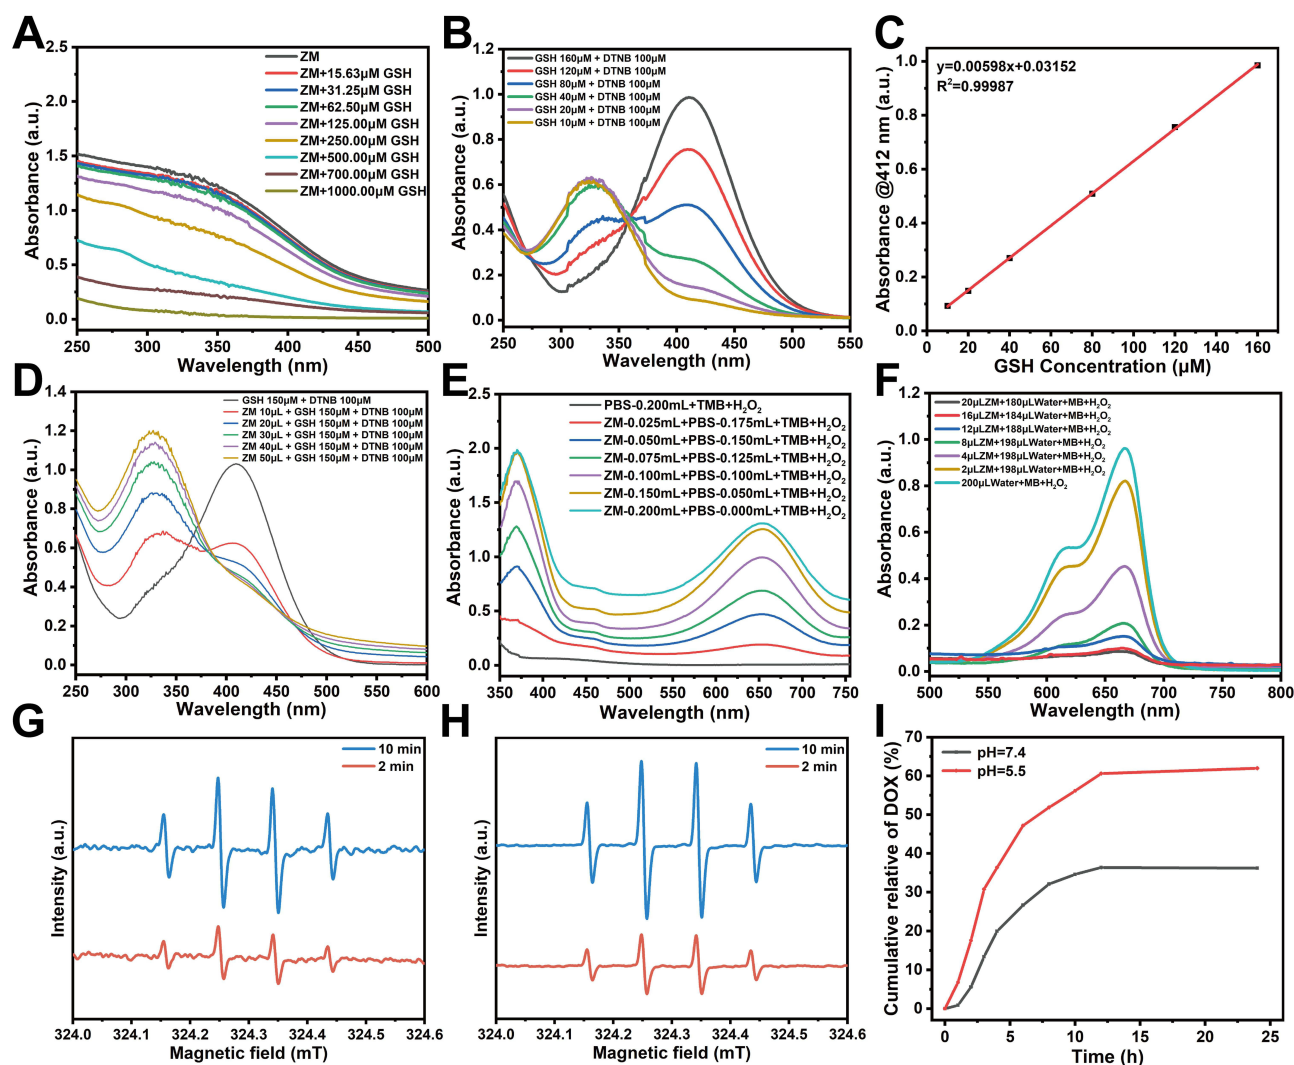 A
Absorbance (a.u.)
2.5
2.0
1.5
1.0
0.5
0.0
ZM
ZM+15.63μM GSH
ZM+31.25μM GSH
ZM+62.50μM GSH
ZM+125.00μM GSH
ZM+250.00μM GSH
ZM+500.00μM GSH
ZM+700.00μM GSH
ZM+1000.00μM GSH
250 300 350 400 450 500
Wavelength (nm)
B
Absorbance (a.u.)
1.2
1.0
0.8
0.6
0.4
0.2
0.0
GSH 160μM + DTNB 100μM
GSH 120μM + DTNB 100μM
GSH 80μM + DTNB 100μM
GSH 40μM + DTNB 100μM
GSH 20μM + DTNB 100μM
GSH 10μM + DTNB 100μM
250 300 350 400 450 500 550
Wavelength (nm)
C
Absorbance @412 nm (a.u.)
1.0
0.8
0.6
0.4
0.2
0.0
y=0.00598x+0.03152
R²=0.99987
0 20 40 60 80 100 120 140 160
GSH Concentration (μM)
D
Absorbance (a.u.)
1.4
1.2
1.0
0.8
0.6
0.4
0.2
0.0
GSH 150μM + DTNB 100μM
ZM 10μL + GSH 150μM + DTNB 100μM
ZM 20μL + GSH 150μM + DTNB 100μM
ZM 30μL + GSH 150μM + DTNB 100μM
ZM 40μL + GSH 150μM + DTNB 100μM
ZM 50μL + GSH 150μM + DTNB 100μM
250 300 350 400 450 500 550 600
Wavelength (nm)
E
Absorbance (a.u.)
2.5
2.0
1.5
1.0
0.5
0.0
PBS-0.200mL+TMB+H₂O₂
ZM-0.025mL+PBS-0.175mL+TMB+H₂O₂
ZM-0.050mL+PBS-0.150mL+TMB+H₂O₂
ZM-0.075mL+PBS-0.125mL+TMB+H₂O₂
ZM-0.100mL+PBS-0.100mL+TMB+H₂O₂
ZM-0.150mL+PBS-0.050mL+TMB+H₂O₂
ZM-0.200mL+PBS-0.000mL+TMB+H₂O₂
350 400 450 500 550 600 650 700 750
Wavelength (nm)
F
Absorbance (a.u.)
1.2
1.0
0.8
0.6
0.4
0.2
0.0
20μLZM+180μLWater+MB+H₂O₂
16μLZM+184μLWater+MB+H₂O₂
12μLZM+188μLWater+MB+H₂O₂
8μLZM+198μLWater+MB+H₂O₂
4μLZM+198μLWater+MB+H₂O₂
2μLZM+198μLWater+MB+H₂O₂
200μLWater+MB+H₂O₂
500 550 600 650 700 750 800
Wavelength (nm)
G
Intensity (a.u.)
10 min
2 min
324.0 324.1 324.2 324.3 324.4 324.5 324.6
Magnetic field (mT)
H
Intensity (a.u.)
10 min
2 min
324.0 324.1 324.2 324.3 324.4 324.5 324.6
Magnetic field (mT)
I
Cumulative relative of DOX (%)
70
60
50
40
30
20
10
0
pH=7.4
pH=5.5
0 5 10 15 20 25
Time (h)